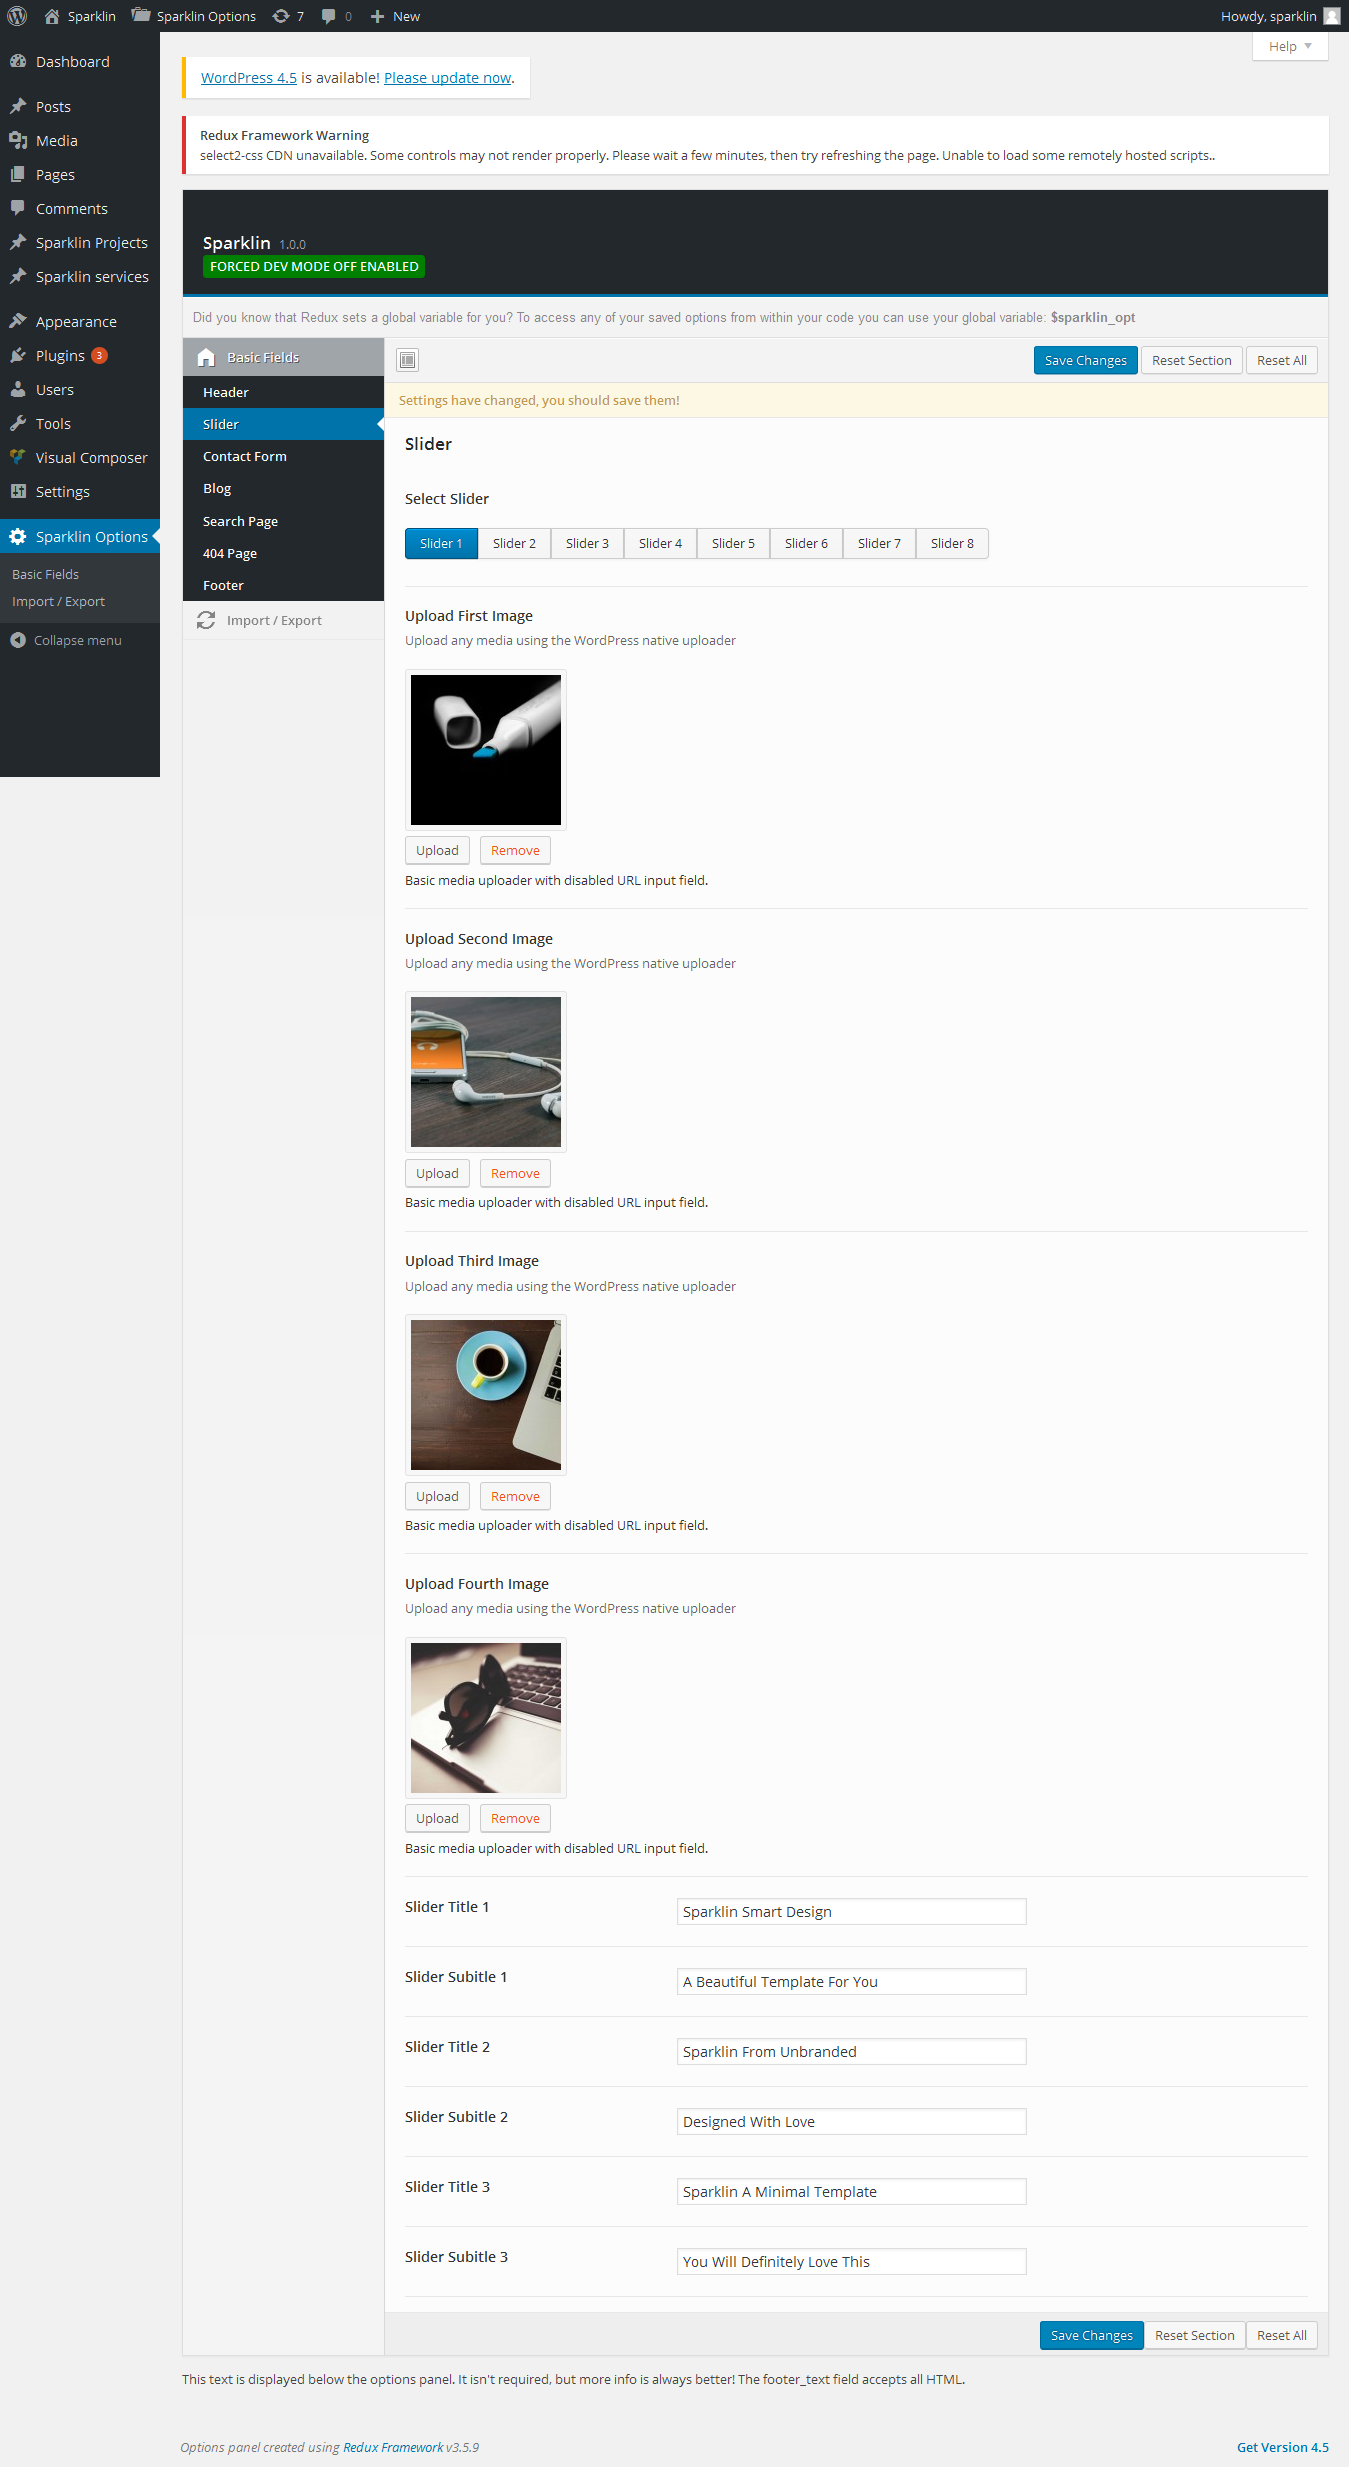 Sparklin
Sparklin Options
7
0
New
Howdy, sparklin
Help
Dashboard
Posts
Media
Pages
Comments
Sparklin Projects
Sparklin services
Appearance
Plugins 3
Users
Tools
Visual Composer
Settings
Sparklin Options
Basic Fields
Import / Export
Collapse menu
WordPress 4.5 is available! Please update now.
Redux Framework Warning
select2-css CDN unavailable. Some controls may not render properly. Please wait a few minutes, then try refreshing the page. Unable to load some remotely hosted scripts..
Sparklin 1.0.0
FORCED DEV MODE OFF ENABLED
Did you know that Redux sets a global variable for you? To access any of your saved options from within your code you can use your global variable: $sparklin_opt
Basic Fields
Header
Slider
Contact Form
Blog
Search Page
404 Page
Footer
Import / Export
Save Changes
Reset Section
Reset All
Settings have changed, you should save them!
Slider
Select Slider
Slider 1
Slider 2
Slider 3
Slider 4
Slider 5
Slider 6
Slider 7
Slider 8
Upload First Image
Upload any media using the WordPress native uploader
Upload
Remove
Basic media uploader with disabled URL input field.
Upload Second Image
Upload any media using the WordPress native uploader
Upload
Remove
Basic media uploader with disabled URL input field.
Upload Third Image
Upload any media using the WordPress native uploader
Upload
Remove
Basic media uploader with disabled URL input field.
Upload Fourth Image
Upload any media using the WordPress native uploader
Upload
Remove
Basic media uploader with disabled URL input field.
Slider Title 1
Sparklin Smart Design
Slider Subitle 1
A Beautiful Template For You
Slider Title 2
Sparklin From Unbranded
Slider Subitle 2
Designed With Love
Slider Title 3
Sparklin A Minimal Template
Slider Subitle 3
You Will Definitely Love This
Save Changes
Reset Section
Reset All
This text is displayed below the options panel. It isn't required, but more info is always better! The footer_text field accepts all HTML.
Options panel created using Redux Framework v3.5.9
Get Version 4.5